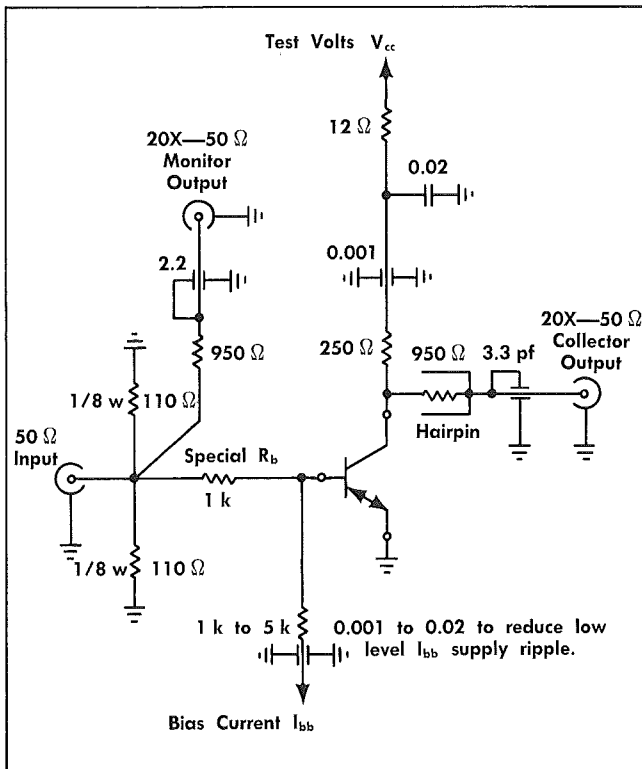 Test Volts Vcc
12 Ω
20X—50 Ω
Monitor
Output
0.02
2.2
0.001
950 Ω
250 Ω
950 Ω
3.3 pf
20X—50 Ω
Collector
Output
Hairpin
1/8 w
110 Ω
50 Ω
Input
Special Rb
1 k
1/8 w
110 Ω
1 k to 5 k
0.001 to 0.02 to reduce low
level Ibb supply ripple.
Bias Current Ibb